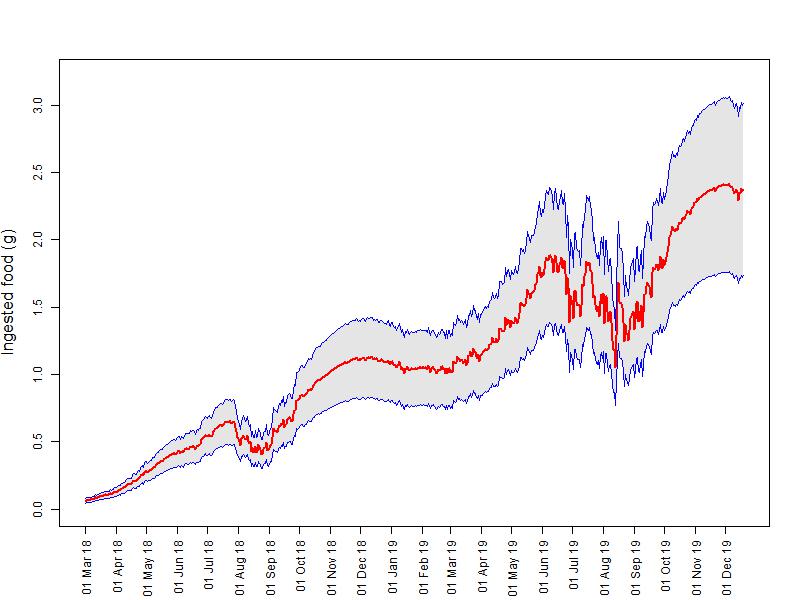 Ingested food (g)
3.0
2.5
2.0
1.5
1.0
0.5
0.0
01 Mar 18
01 Apr 18
01 May 18
01 Jun 18
01 Jul 18
01 Aug 18
01 Sep 18
01 Oct 18
01 Nov 18
01 Dec 18
01 Jan 19
01 Feb 19
01 Mar 19
01 Apr 19
01 May 19
01 Jun 19
01 Jul 19
01 Aug 19
01 Sep 19
01 Oct 19
01 Nov 19
01 Dec 19